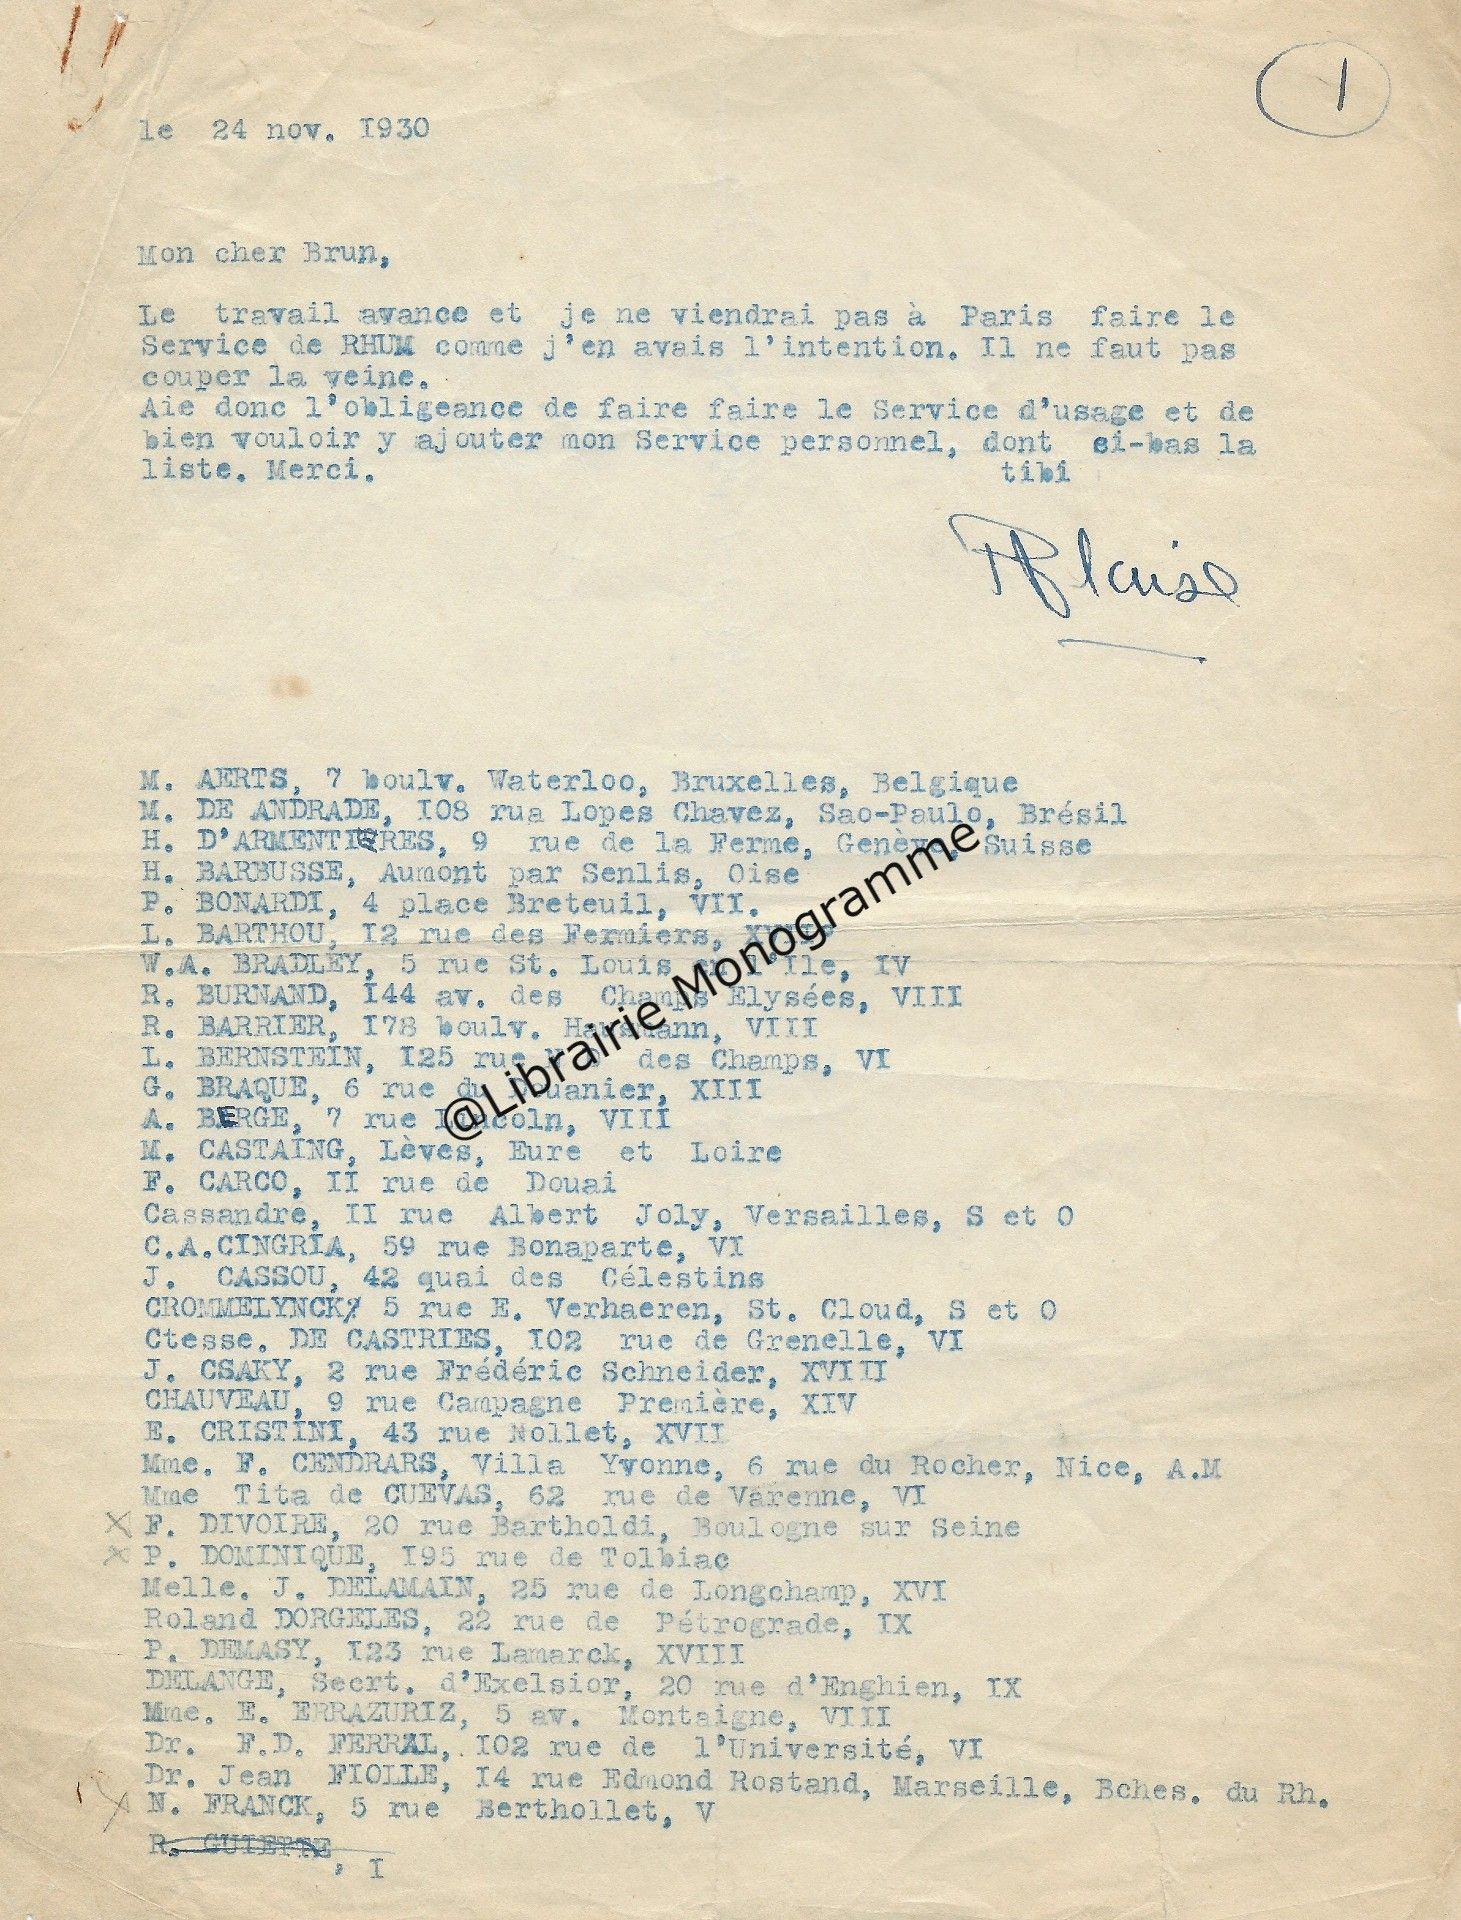 1
le 24 nov. I930
Mon cher Brun,
Le travail avance et je ne viendrai pas à Paris faire le
Service de RHUM comme j'en avais l'intention. Il ne faut pas
couper la veine.
Aie donc l'obligeance de faire faire le Service d'usage et de
bien vouloir y ajouter mon Service personnel, dont ci-bas la
liste. Merci. tibi
Blaise
M. AERTS, 7 boulv. Waterloo, Bruxelles, Belgique
M. DE ANDRADE, I08 rua Lopes Chavez, Sao-Paulo, Brésil
H. D'ARMENTIERES, 9 rue de la Ferme, Genève, Suisse
H. BARBUSSE, Aumont par Senlis, Oise
P. BONARDI, 4 place Breteuil, VII.
L. BARTHOU, I2 rue des Fermiers,
W.A. BRADLEY, 5 rue St. Louis en l'Ile, IV
R. BURNAND, I44 av. des Champs Elysées, VIII
R. BARRIER, I78 boulv. Hausmann, VIII
L. BERNSTEIN, I25 rue des Champs, VI
G. BRAQUE, 6 rue du Douanier, XIII
A. BERGE, 7 rue Lincoln, VIII
M. CASTAING, Lèves, Eure et Loire
F. CARCO, II rue de Douai
Cassandre, II rue Albert Joly, Versailles, S et O
C.A.CINGRIA, 59 rue Bonaparte, VI
J. CASSOU, 42 quai des Célestins
CROMMELYNCK, 5 rue E. Verhaeren, St. Cloud, S et O
Ctesse. DE CASTRIES, I02 rue de Grenelle, VI
J. CSAKY, 2 rue Frédéric Schneider, XVIII
CHAUVEAU, 9 rue Campagne Première, XIV
E. CRISTINI, 43 rue Nollet, XVII
Mme. F. CENDRARS, Villa Yvonne, 6 rue du Rocher, Nice, A.M
Mme Tita de CUEVAS, 62 rue de Varenne, VI
X F. DIVOIRE, 20 rue Bartholdi, Boulogne sur Seine
x P. DOMINIQUE, I95 rue de Tolbiac
Melle. J. DELAMAIN, 25 rue de Longchamp, XVI
Roland DORGELES, 22 rue de Pétrograde, IX
P. DEMASY, I23 rue Lamarck, XVIII
DELANGE, Secrt. d'Exelsior, 20 rue d'Enghien, IX
Mme. E. ERRAZURIZ, 5 av. Montaigne, VIII
Dr. F.D. FERRAL, I02 rue de l'Université, VI
Dr. Jean FIOLLE, I4 rue Edmond Rostand, Marseille, Bches. du Rh.
x N. FRANCK, 5 rue Berthollet, V
R. GUIETTE, I
@Librairie Monogramme